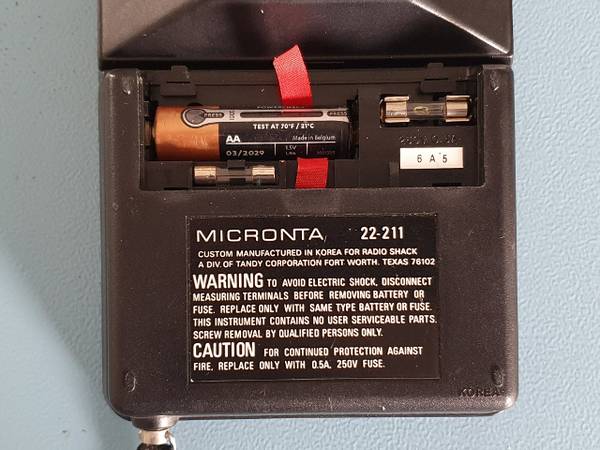 PRESS
PRESS
TEST AT 70°F / 21°C
AA
Made in Belgium
03/2029
1.5V
6 A 5
MICRONTA 22-211
CUSTOM MANUFACTURED IN KOREA FOR RADIO SHACK
A DIV. OF TANDY CORPORATION FORT WORTH. TEXAS 76102
WARNING TO AVOID ELECTRIC SHOCK, DISCONNECT
MEASURING TERMINALS BEFORE REMOVING BATTERY OR
FUSE. REPLACE ONLY WITH SAME TYPE BATTERY OR FUSE.
THIS INSTRUMENT CONTAINS NO USER SERVICEABLE PARTS.
SCREW REMOVAL BY QUALIFIED PERSONS ONLY.
CAUTION FOR CONTINUED PROTECTION AGAINST
FIRE, REPLACE ONLY WITH 0.5A, 250V FUSE.
KOREA